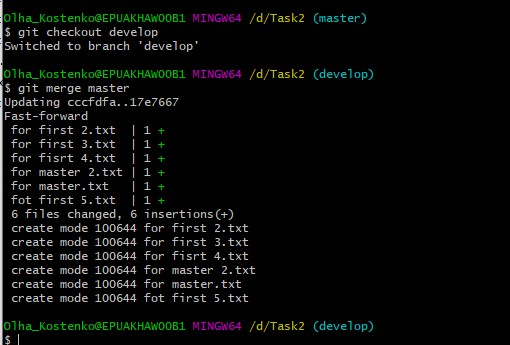 Olha_Kostenko@EPUAKHAWO0B1 MINGW64 /d/Task2 (master)
$ git checkout develop
Switched to branch 'develop'
Olha_Kostenko@EPUAKHAWO0B1 MINGW64 /d/Task2 (develop)
$ git merge master
Updating cccfdfa..17e7667
Fast-forward
for first 2.txt | 1 +
for first 3.txt | 1 +
for fisrt 4.txt | 1 +
for master 2.txt | 1 +
for master.txt | 1 +
fot first 5.txt | 1 +
6 files changed, 6 insertions(+)
create mode 100644 for first 2.txt
create mode 100644 for first 3.txt
create mode 100644 for fisrt 4.txt
create mode 100644 for master 2.txt
create mode 100644 for master.txt
create mode 100644 fot first 5.txt
Olha_Kostenko@EPUAKHAWO0B1 MINGW64 /d/Task2 (develop)
$